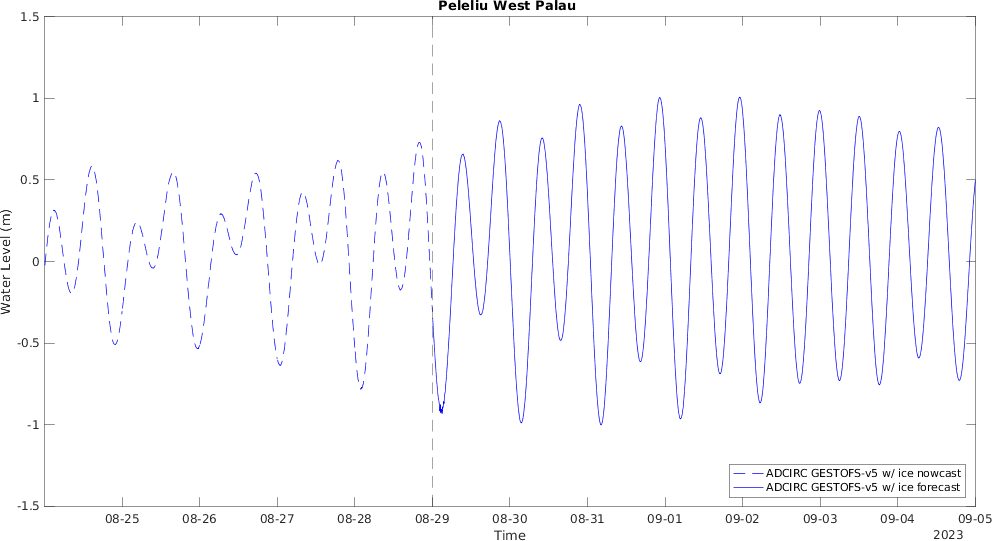 Peleliu West Palau
1.5
1
0.5
0
-0.5
-1
-1.5
Water Level (m)
08-25 08-26 08-27 08-28 08-29 08-30 08-31 09-01 09-02 09-03 09-04 09-05
Time
2023
ADCIRC GESTOFS-v5 w/ ice nowcast
ADCIRC GESTOFS-v5 w/ ice forecast